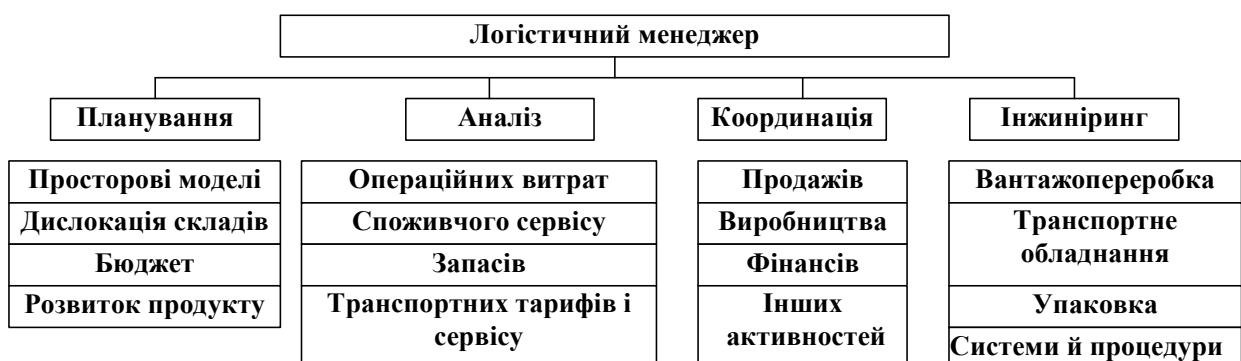 Логістичний менеджер
Планування
Аналіз
Координація
Інжиніринг
Просторові моделі
Дислокація складів
Бюджет
Розвиток продукту
Операційних витрат
Споживчого сервісу
Запасів
Транспортних тарифів і
сервісу
Продажів
Виробництва
Фінансів
Інших
активностей
Вантажопереробка
Транспортне
обладнання
Упаковка
Системи й процедури